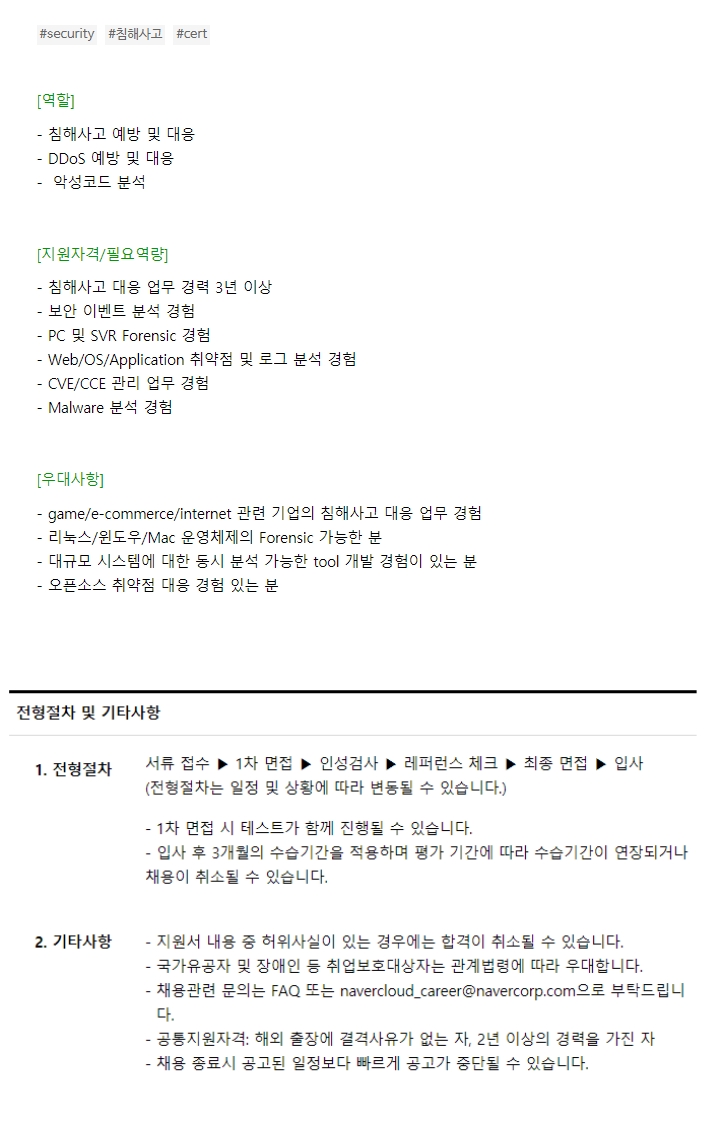 #security #침해사고 #cert
[역할]
- 침해사고 예방 및 대응
- DDoS 예방 및 대응
- 악성코드 분석
[지원자격/필요역량]
- 침해사고 대응 업무 경력 3년 이상
- 보안 이벤트 분석 경험
- PC 및 SVR Forensic 경험
- Web/OS/Application 취약점 및 로그 분석 경험
- CVE/CCE 관리 업무 경험
- Malware 분석 경험
[우대사항]
- game/e-commerce/internet 관련 기업의 침해사고 대응 업무 경험
- 리눅스/윈도우/Mac 운영체제의 Forensic 가능한 분
- 대규모 시스템에 대한 동시 분석 가능한 tool 개발 경험이 있는 분
- 오픈소스 취약점 대응 경험 있는 분
전형절차 및 기타사항
1. 전형절차
서류 접수 ▶ 1차 면접 ▶ 인성검사 ▶ 레퍼런스 체크 ▶ 최종 면접 ▶ 입사
(전형절차는 일정 및 상황에 따라 변동될 수 있습니다.)
- 1차 면접 시 테스트가 함께 진행될 수 있습니다.
- 입사 후 3개월의 수습기간을 적용하며 평가 기간에 따라 수습기간이 연장되거나
채용이 취소될 수 있습니다.
2. 기타사항
- 지원서 내용 중 허위사실이 있는 경우에는 합격이 취소될 수 있습니다.
- 국가유공자 및 장애인 등 취업보호대상자는 관계법령에 따라 우대합니다.
- 채용관련 문의는 FAQ 또는 navercloud_career@navercorp.com으로 부탁드립니
다.
- 공통지원자격: 해외 출장에 결격사유가 없는 자, 2년 이상의 경력을 가진 자
- 채용 종료시 공고된 일정보다 빠르게 공고가 중단될 수 있습니다.